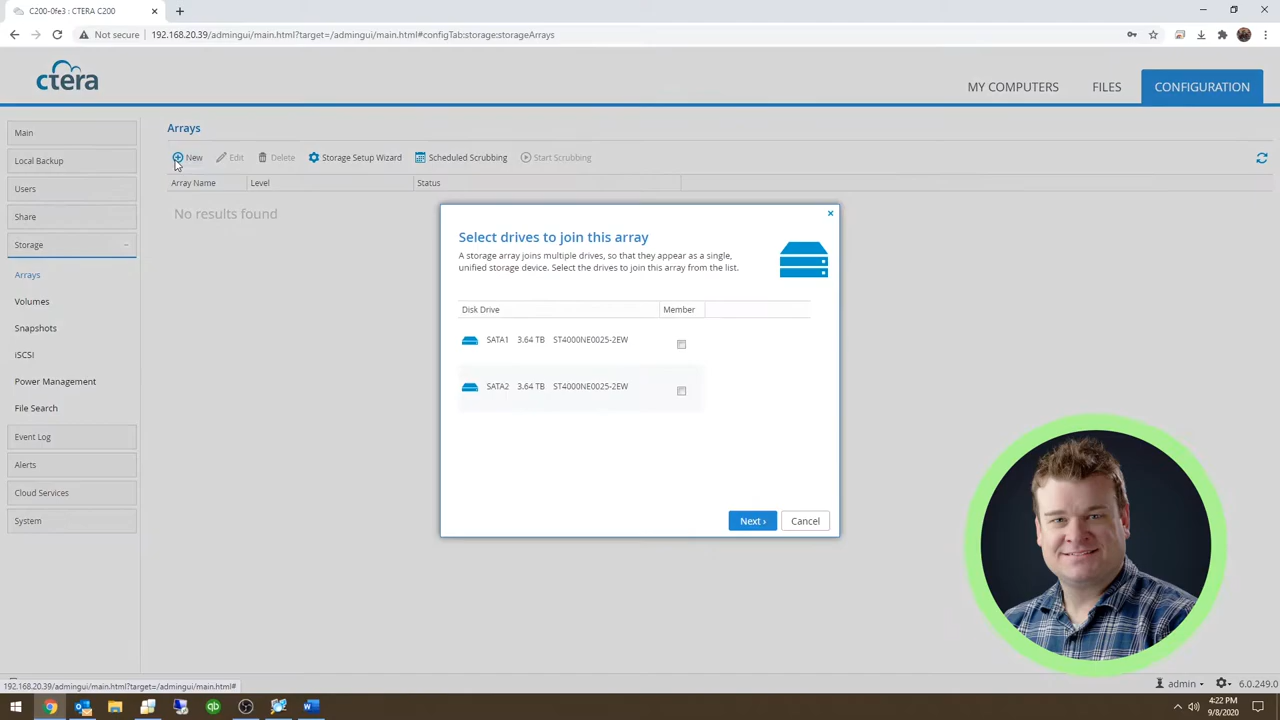 C200-0fe3 : CTERA C200
Not secure
192.168.20.39/admingui/main.html?target=/admingui/main.html#configTab:storage:storageArrays
ctera
MY COMPUTERS
FILES
CONFIGURATION
Main
Local Backup
Users
Share
Storage
Arrays
Volumes
Snapshots
iSCSI
Power Management
File Search
Event Log
Alerts
Cloud Services
System
Arrays
New Edit Delete Storage Setup Wizard Scheduled Scrubbing Start Scrubbing
Array Name Level Status
No results found
Select drives to join this array
A storage array joins multiple drives, so that they appear as a single,
unified storage device. Select the drives to join this array from the list.
Disk Drive Member
SATA1 3.64 TB ST4000NE0025-2EW
SATA2 3.64 TB ST4000NE0025-2EW
Next › Cancel
192.168.20.39/admingui/main.html?target=/admingui/main.html#
admin
6.0.249.0
4:22 PM
9/8/2020